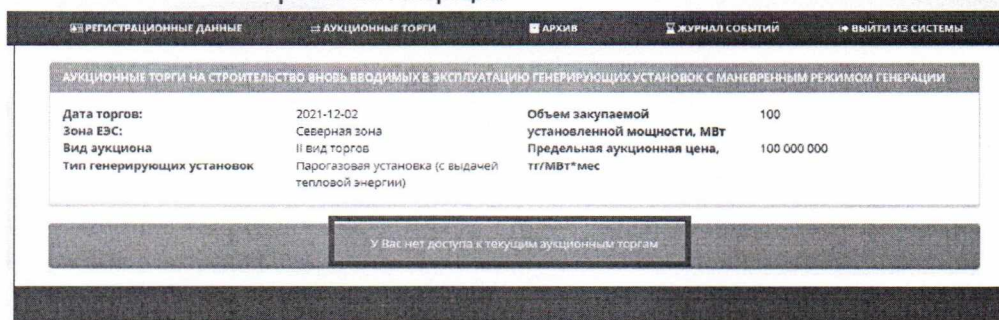 РЕГИСТРАЦИОННЫЕ ДАННЫЕ АУКЦИОННЫЕ ТОРГИ АРХИВ ЖУРНАЛ СОБЫТИЙ ВЫЙТИ ИЗ СИСТЕМЫ
АУКЦИОННЫЕ ТОРГИ НА СТРОИТЕЛЬСТВО ВНОВЬ ВВОДИМЫХ В ЭКСПЛУАТАЦИЮ ГЕНЕРИРУЮЩИХ УСТАНОВОК С МАНЕВРЕННЫМ РЕЖИМОМ ГЕНЕРАЦИИ
Дата торгов: 2021-12-02
Зона ЕЭС: Северная зона
Вид аукциона II вид торгов
Тип генерирующих установок Парогазовая установка (с выдачей
тепловой энергии)
Объем закупаемой 100
установленной мощности, МВт
Предельная аукционная цена, 100 000 000
тг/МВт*мес
У Вас нет доступа к текущим аукционным торгам